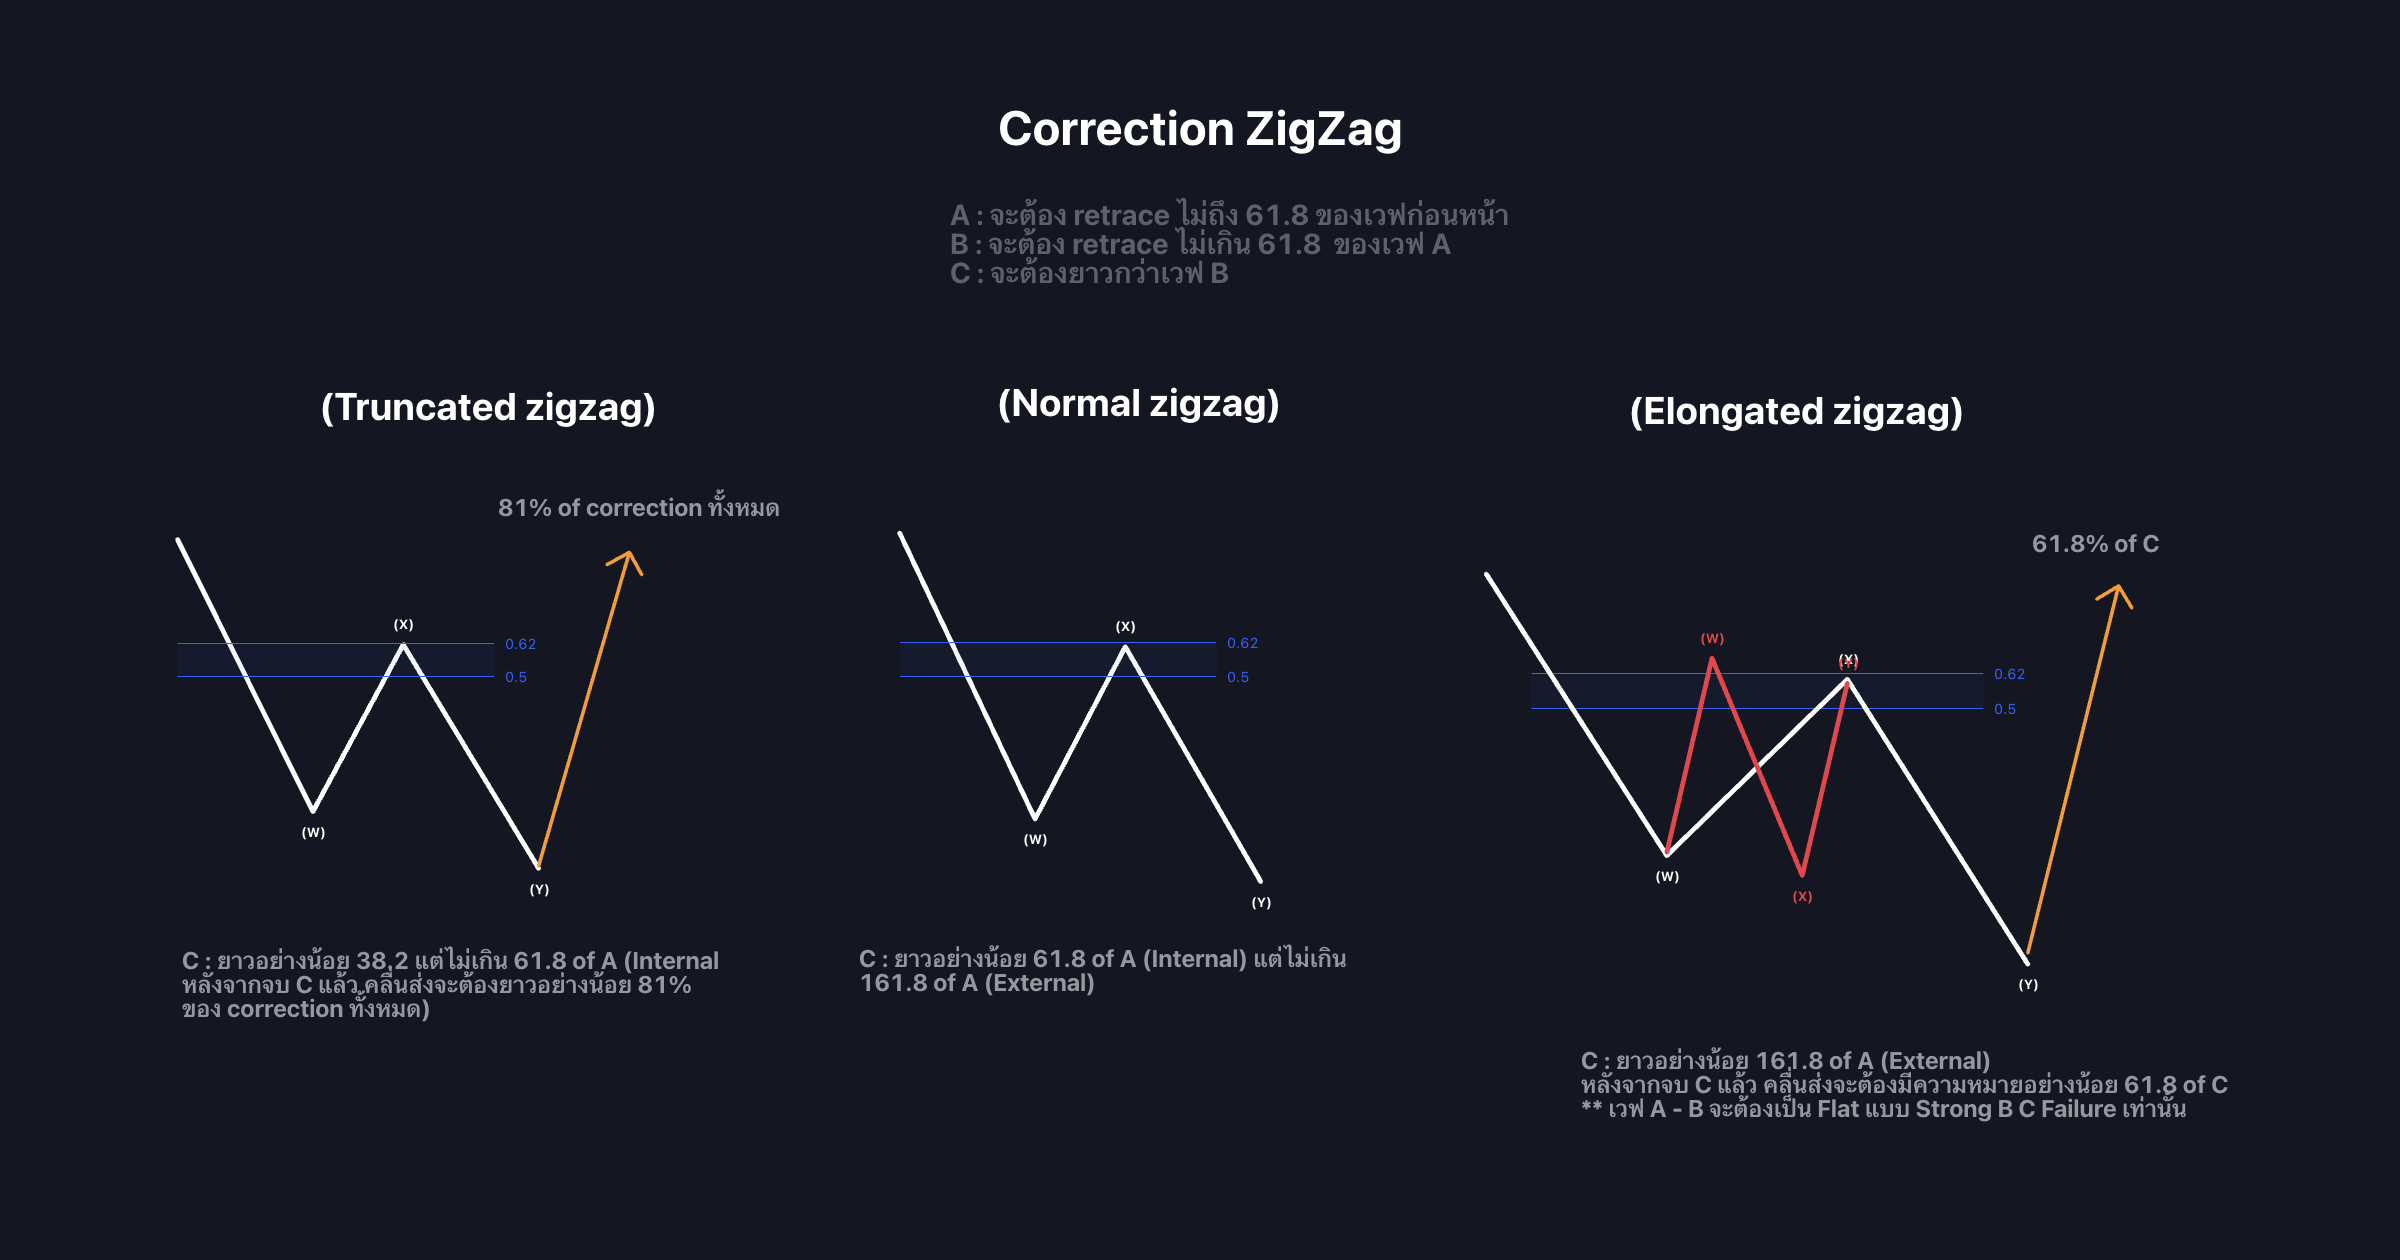 Correction ZigZag
A : จะต้อง retrace ไม่ถึง 61.8 ของเวฟก่อนหน้า
B : จะต้อง retrace ไม่เกิน 61.8 ของเวฟ A
C : จะต้องยาวกว่าเวฟ B
(Truncated zigzag)
81% of correction ทั้งหมด
(X)
0.62
0.5
(W)
(Y)
C : ยาวอย่างน้อย 38.2 แต่ไม่เกิน 61.8 of A (Internal
หลังจากจบ C แล้ว คลื่นส่งจะต้องยาวอย่างน้อย 81%
ของ correction ทั้งหมด)
(Normal zigzag)
(X)
0.62
0.5
(W)
(Y)
C : ยาวอย่างน้อย 61.8 of A (Internal) แต่ไม่เกิน
161.8 of A (External)
(Elongated zigzag)
61.8% of C
(W)
(X)
0.62
0.5
(W)
(X)
(Y)
C : ยาวอย่างน้อย 161.8 of A (External)
หลังจากจบ C แล้ว คลื่นส่งจะต้องมีความหมายอย่างน้อย 61.8 of C
** เวฟ A - B จะต้องเป็น Flat แบบ Strong B C Failure เท่านั้น